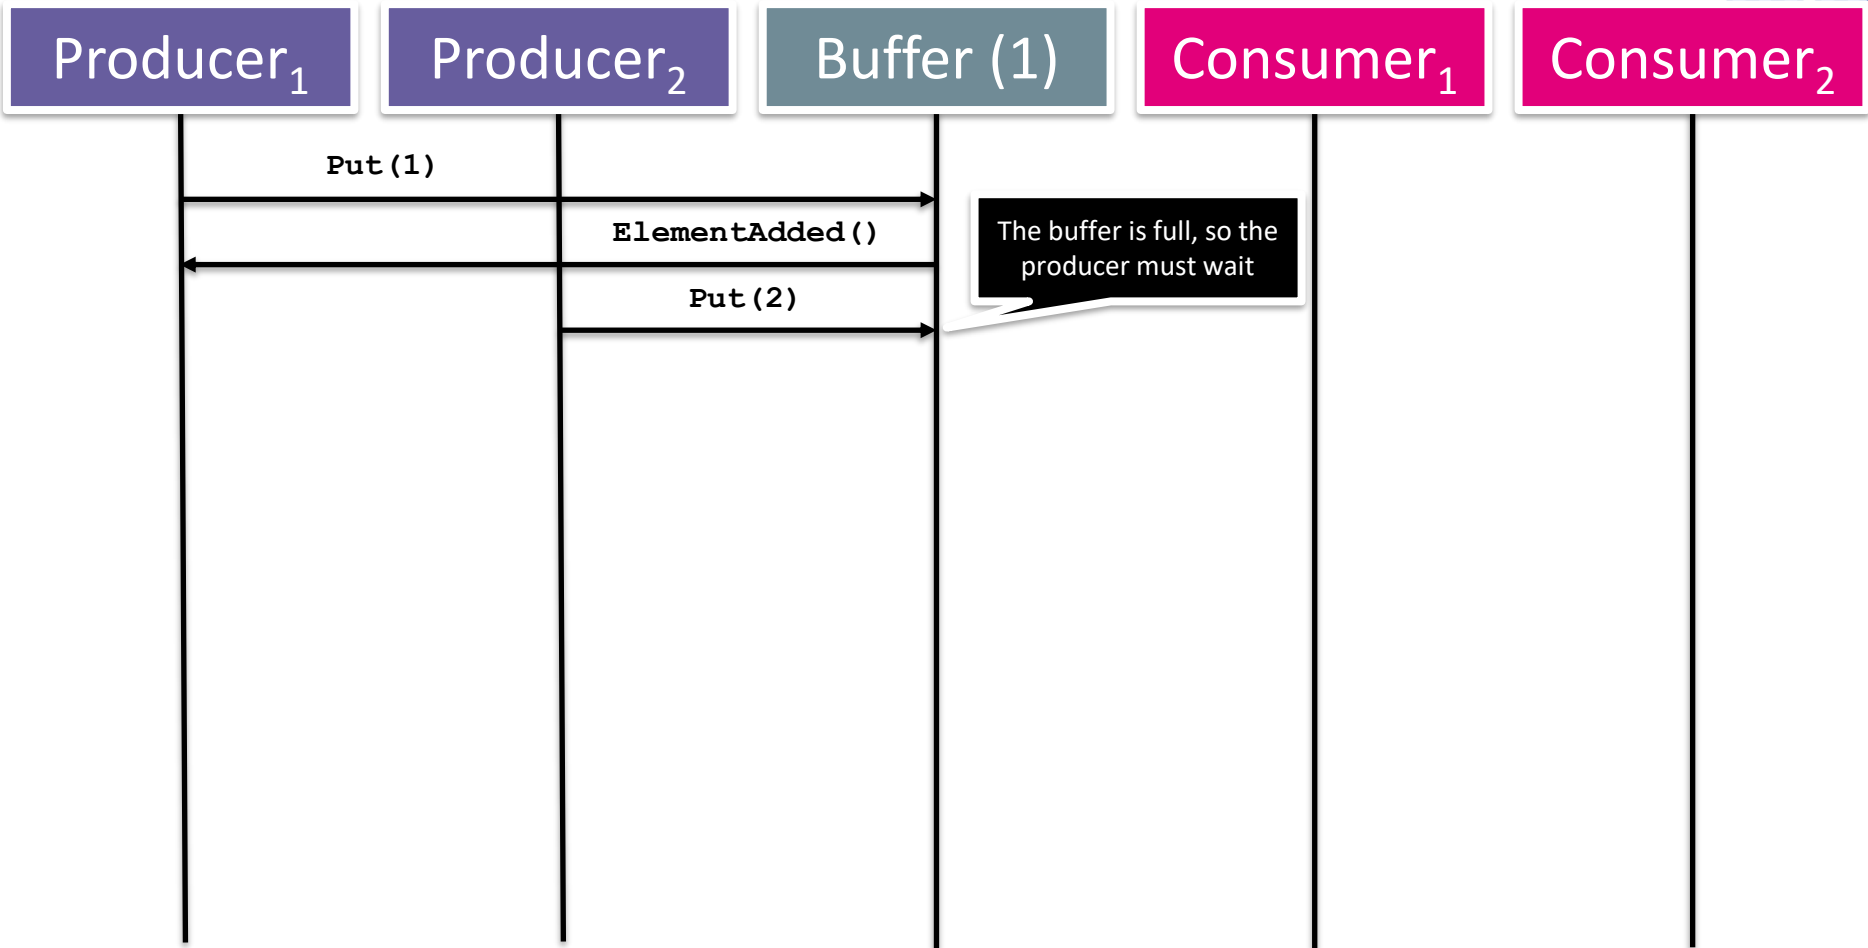 Producer₁
Producer₂
Buffer (1)
Consumer₁
Consumer₂
Put(1)
ElementAdded()
The buffer is full, so the
producer must wait
Put(2)